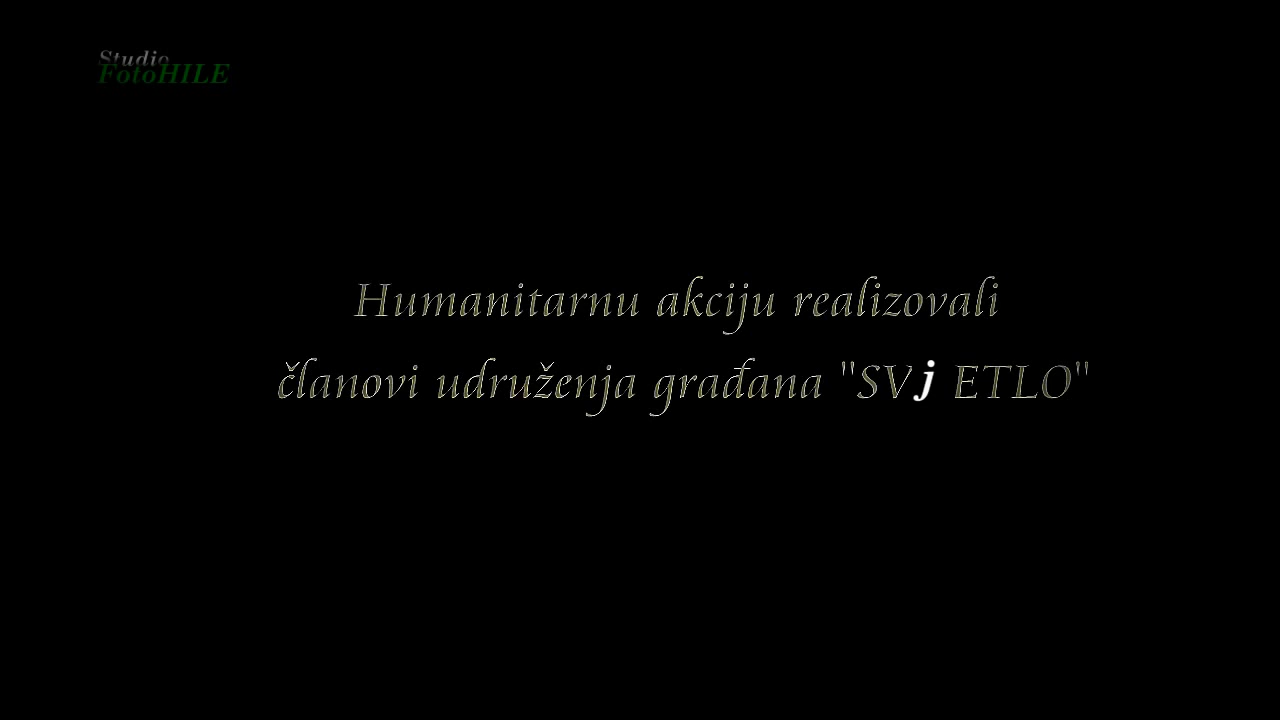 Studio
FotoHILE
Humanitarnu akciju realizovali
članovi udruženja građana "SVjETLO"